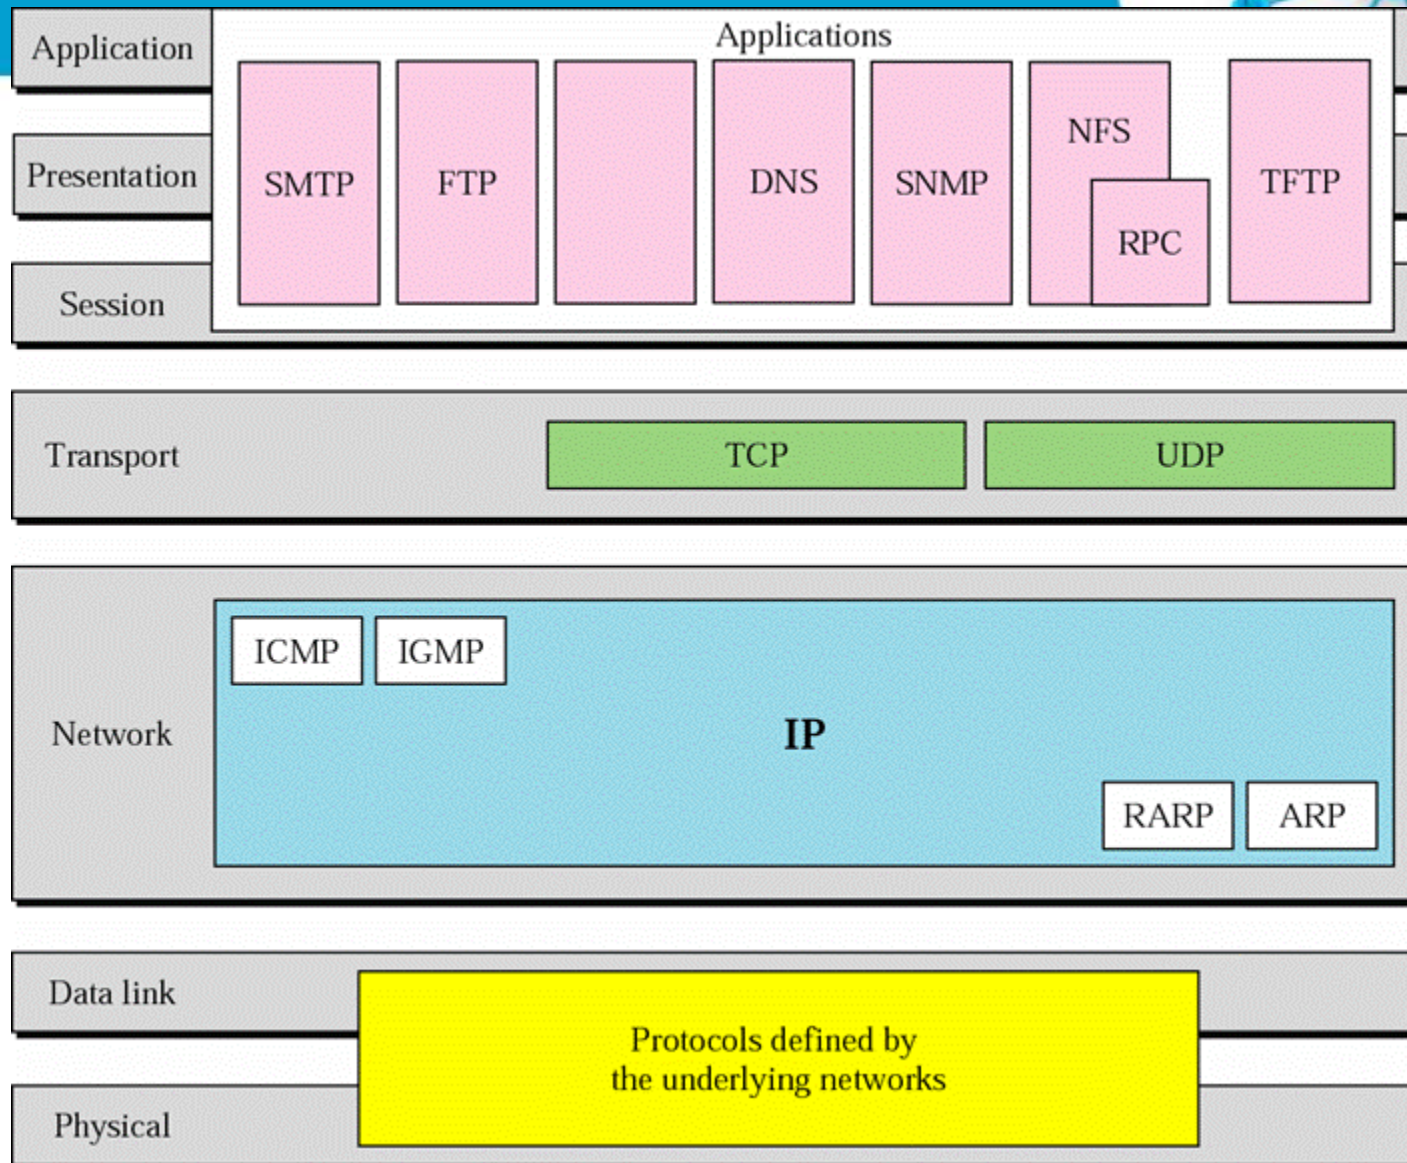 Application
Applications
Presentation
SMTP
FTP
DNS
SNMP
NFS
RPC
TFTP
Session
Transport
TCP
UDP
Network
ICMP
IGMP
IP
RARP
ARP
Data link
Protocols defined by
the underlying networks
Physical